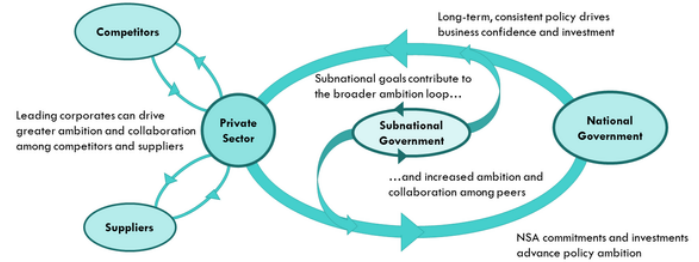 Competitors
Long-term, consistent policy drives
business confidence and investment
Subnational goals contribute to
the broader ambition loop...
Leading corporates can drive
greater ambition and collaboration
among competitors and suppliers
Private
Sector
Subnational
Government
National
Government
...and increased ambition and
collaboration among peers
Suppliers
NSA commitments and investments
advance policy ambition